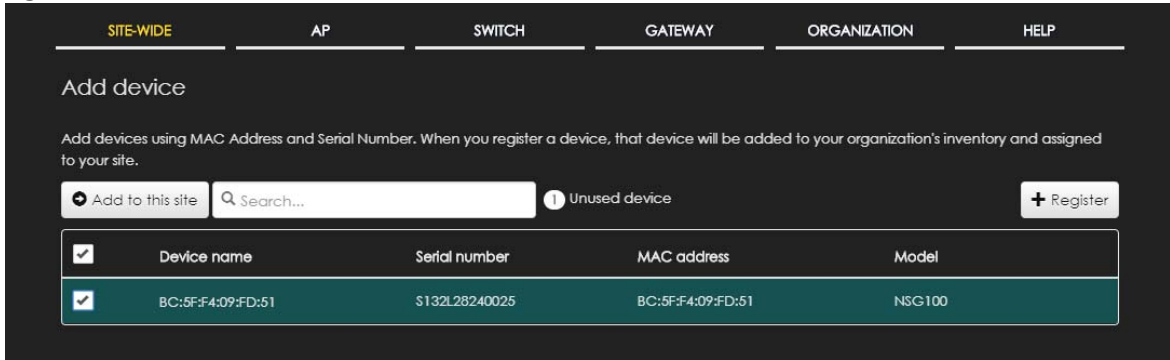 SITE-WIDE AP SWITCH GATEWAY ORGANIZATION HELP
Add device
Add devices using MAC Address and Serial Number. When you register a device, that device will be added to your organization's inventory and assigned
to your site.
Add to this site Search... 1 Unused device + Register
Device name Serial number MAC address Model
BC:5F:F4:09:FD:51 S132L28240025 BC:5F:F4:09:FD:51 NSG100